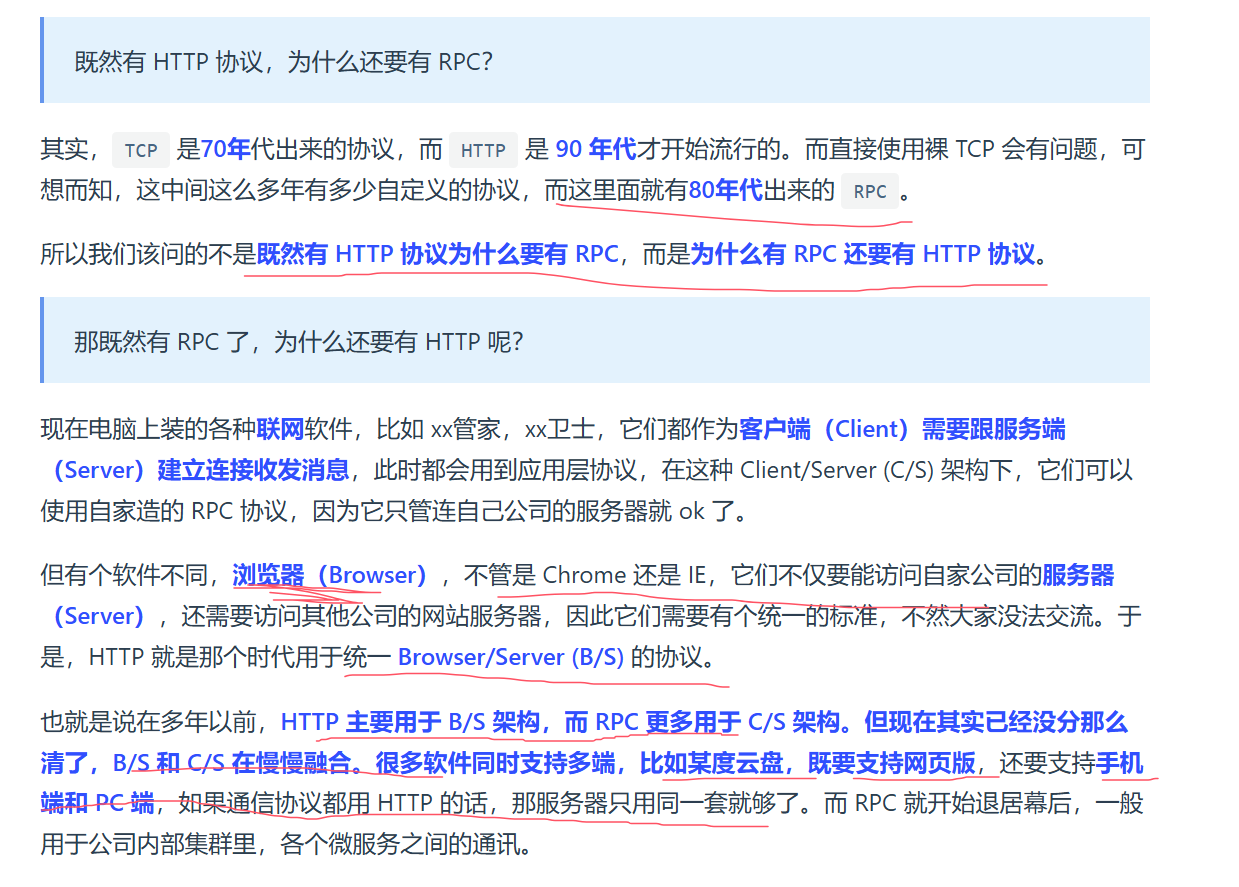 既然有 HTTP 协议，为什么还要有 RPC？
其实， TCP 是70年代出来的协议，而 HTTP 是 90 年代才开始流行的。而直接使用裸 TCP 会有问题，可
想而知，这中间这么多年有多少自定义的协议，而这里面就有80年代出来的 RPC 。
所以我们该问的不是既然有 HTTP 协议为什么要有 RPC，而是为什么有 RPC 还要有 HTTP 协议。
那既然有 RPC 了，为什么还要有 HTTP 呢？
现在电脑上装的各种联网软件，比如 xx管家，xx卫士，它们都作为客户端（Client）需要跟服务端
（Server）建立连接收发消息，此时都会用到应用层协议，在这种 Client/Server (C/S) 架构下，它们可以
使用自家造的 RPC 协议，因为它只管连自己公司的服务器就 ok 了。
但有个软件不同，浏览器（Browser），不管是 Chrome 还是 IE，它们不仅要能访问自家公司的服务器
（Server），还需要访问其他公司的网站服务器，因此它们需要有个统一的标准，不然大家没法交流。于
是，HTTP 就是那个时代用于统一 Browser/Server (B/S) 的协议。
也就是说在多年以前，HTTP 主要用于 B/S 架构，而 RPC 更多用于 C/S 架构。但现在其实已经没分那么
清了，B/S 和 C/S 在慢慢融合。很多软件同时支持多端，比如某度云盘，既要支持网页版，还要支持手机
端和 PC 端，如果通信协议都用 HTTP 的话，那服务器只用同一套就够了。而 RPC 就开始退居幕后，一般
用于公司内部集群里，各个微服务之间的通讯。